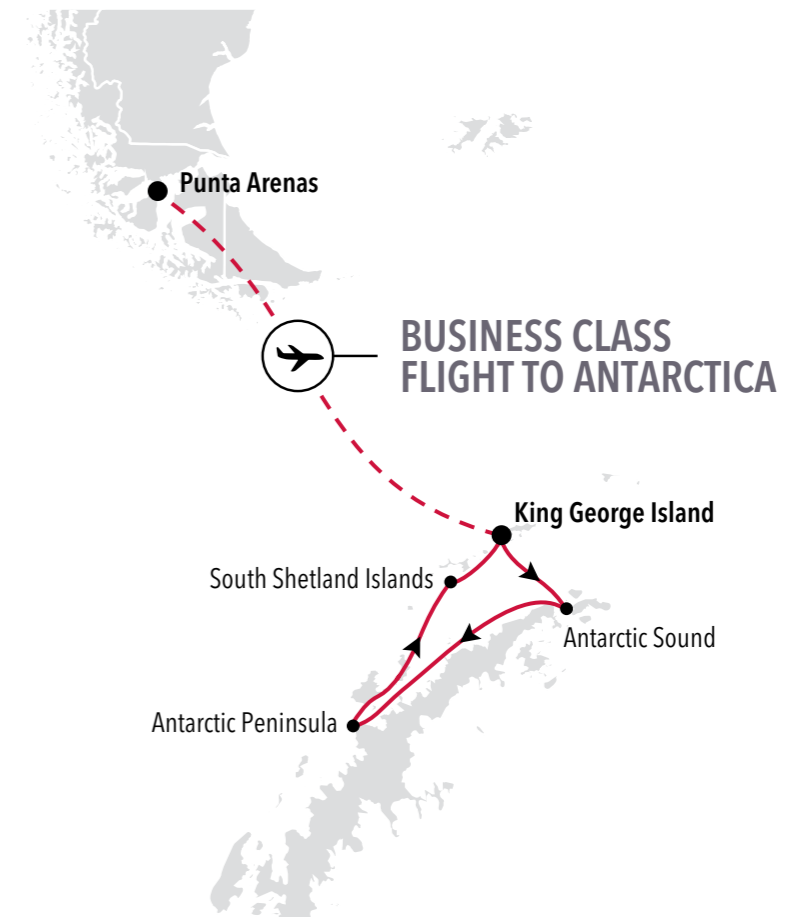 Punta Arenas
BUSINESS CLASS
FLIGHT TO ANTARCTICA
King George Island
South Shetland Islands
Antarctic Sound
Antarctic Peninsula